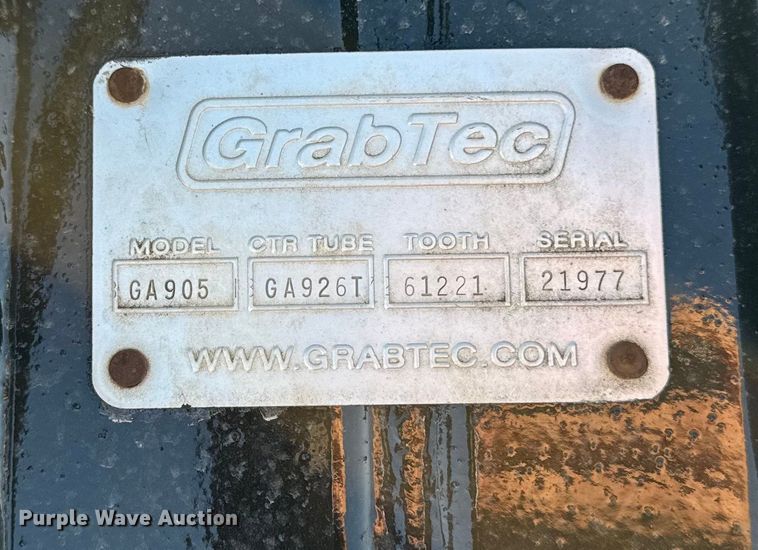 GrabTec
MODEL CTR TUBE TOOTH SERIAL
GA905 GA926T 61221 21977
WWW.GRABTEC.COM
Purple Wave Auction